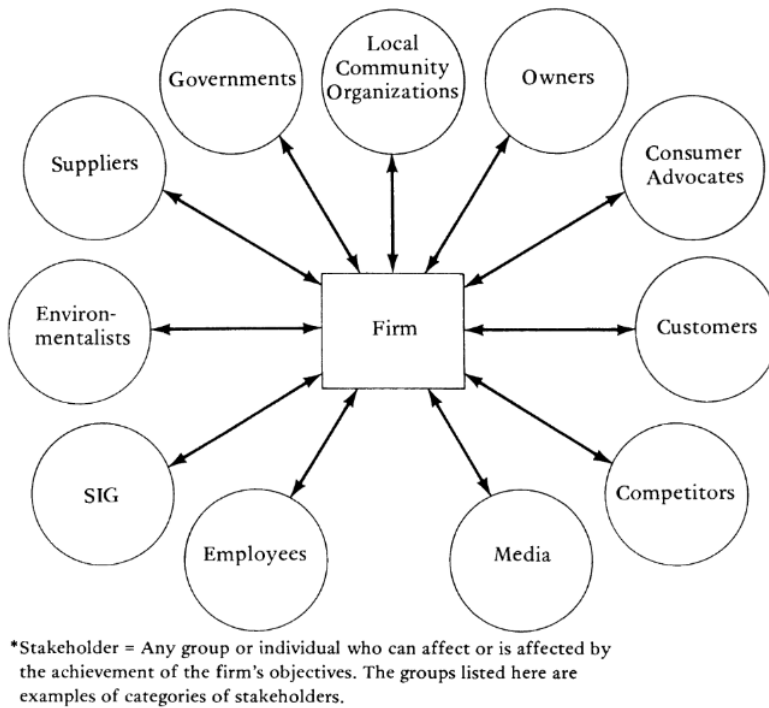 Local
Community
Organizations
Governments
Owners
Suppliers
Consumer
Advocates
Environ-
mentalists
Firm
Customers
SIG
Competitors
Employees
Media
*Stakeholder = Any group or individual who can affect or is affected by
the achievement of the firm's objectives. The groups listed here are
examples of categories of stakeholders.